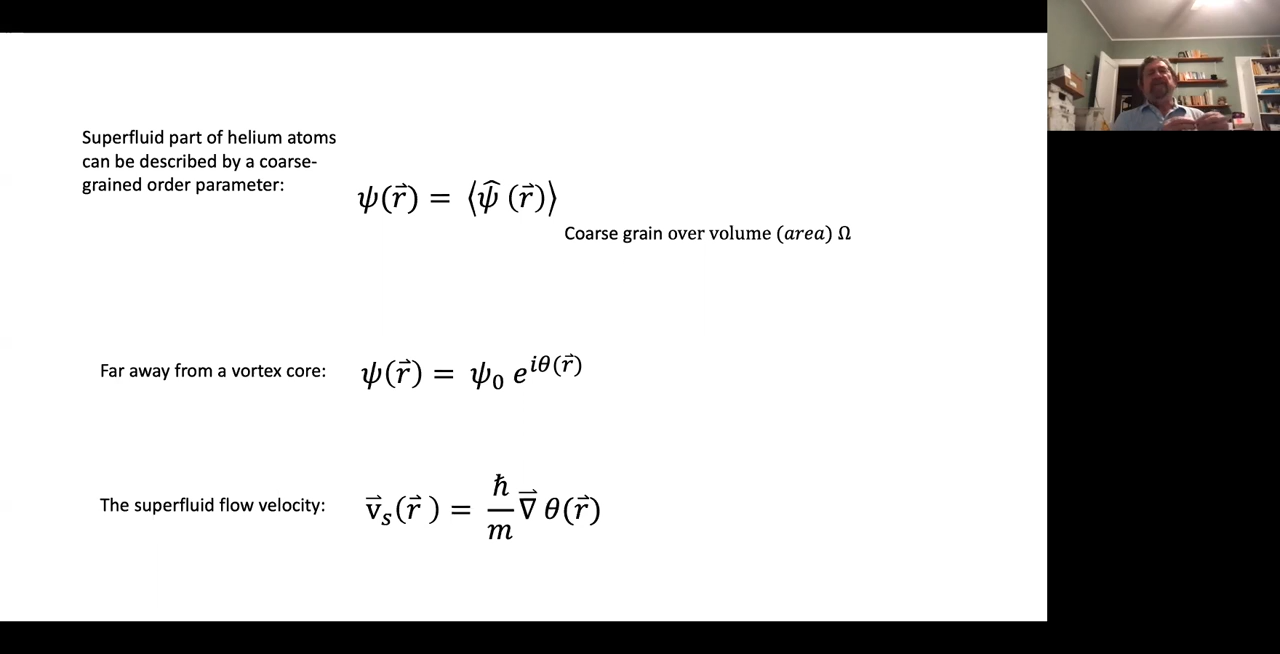 Superfluid part of helium atoms
can be described by a coarse-
grained order parameter:
ψ(r⃗) = ⟨ψ̂ (r⃗)⟩
Coarse grain over volume (area) Ω
Far away from a vortex core:
ψ(r⃗) = ψ₀ e^{iθ(r⃗)}
The superfluid flow velocity:
v⃗ₛ(r⃗ ) = ħ/m ∇⃗ θ(r⃗)